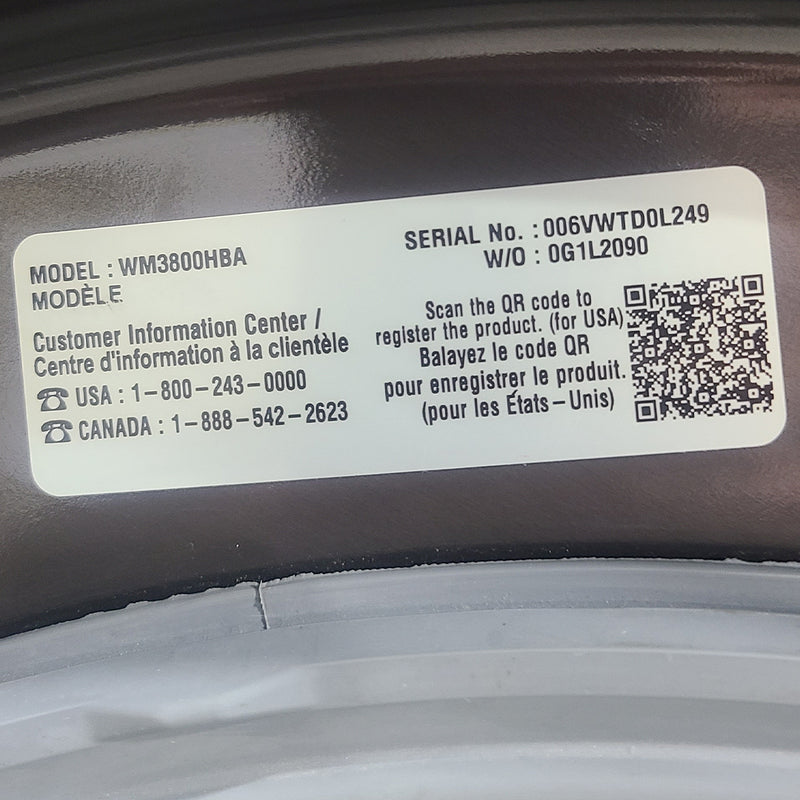 MODEL : WM3800HBA
MODÈLE
Customer Information Center /
Centre d'information à la clientèle
☎ USA : 1-800-243-0000
☎ CANADA : 1-888-542-2623
SERIAL No. : 006VWTD0L249
W/O : 0G1L2090
Scan the QR code to
register the product. (for USA)
Balayez le code QR
pour enregistrer le produit.
(pour les États-Unis)